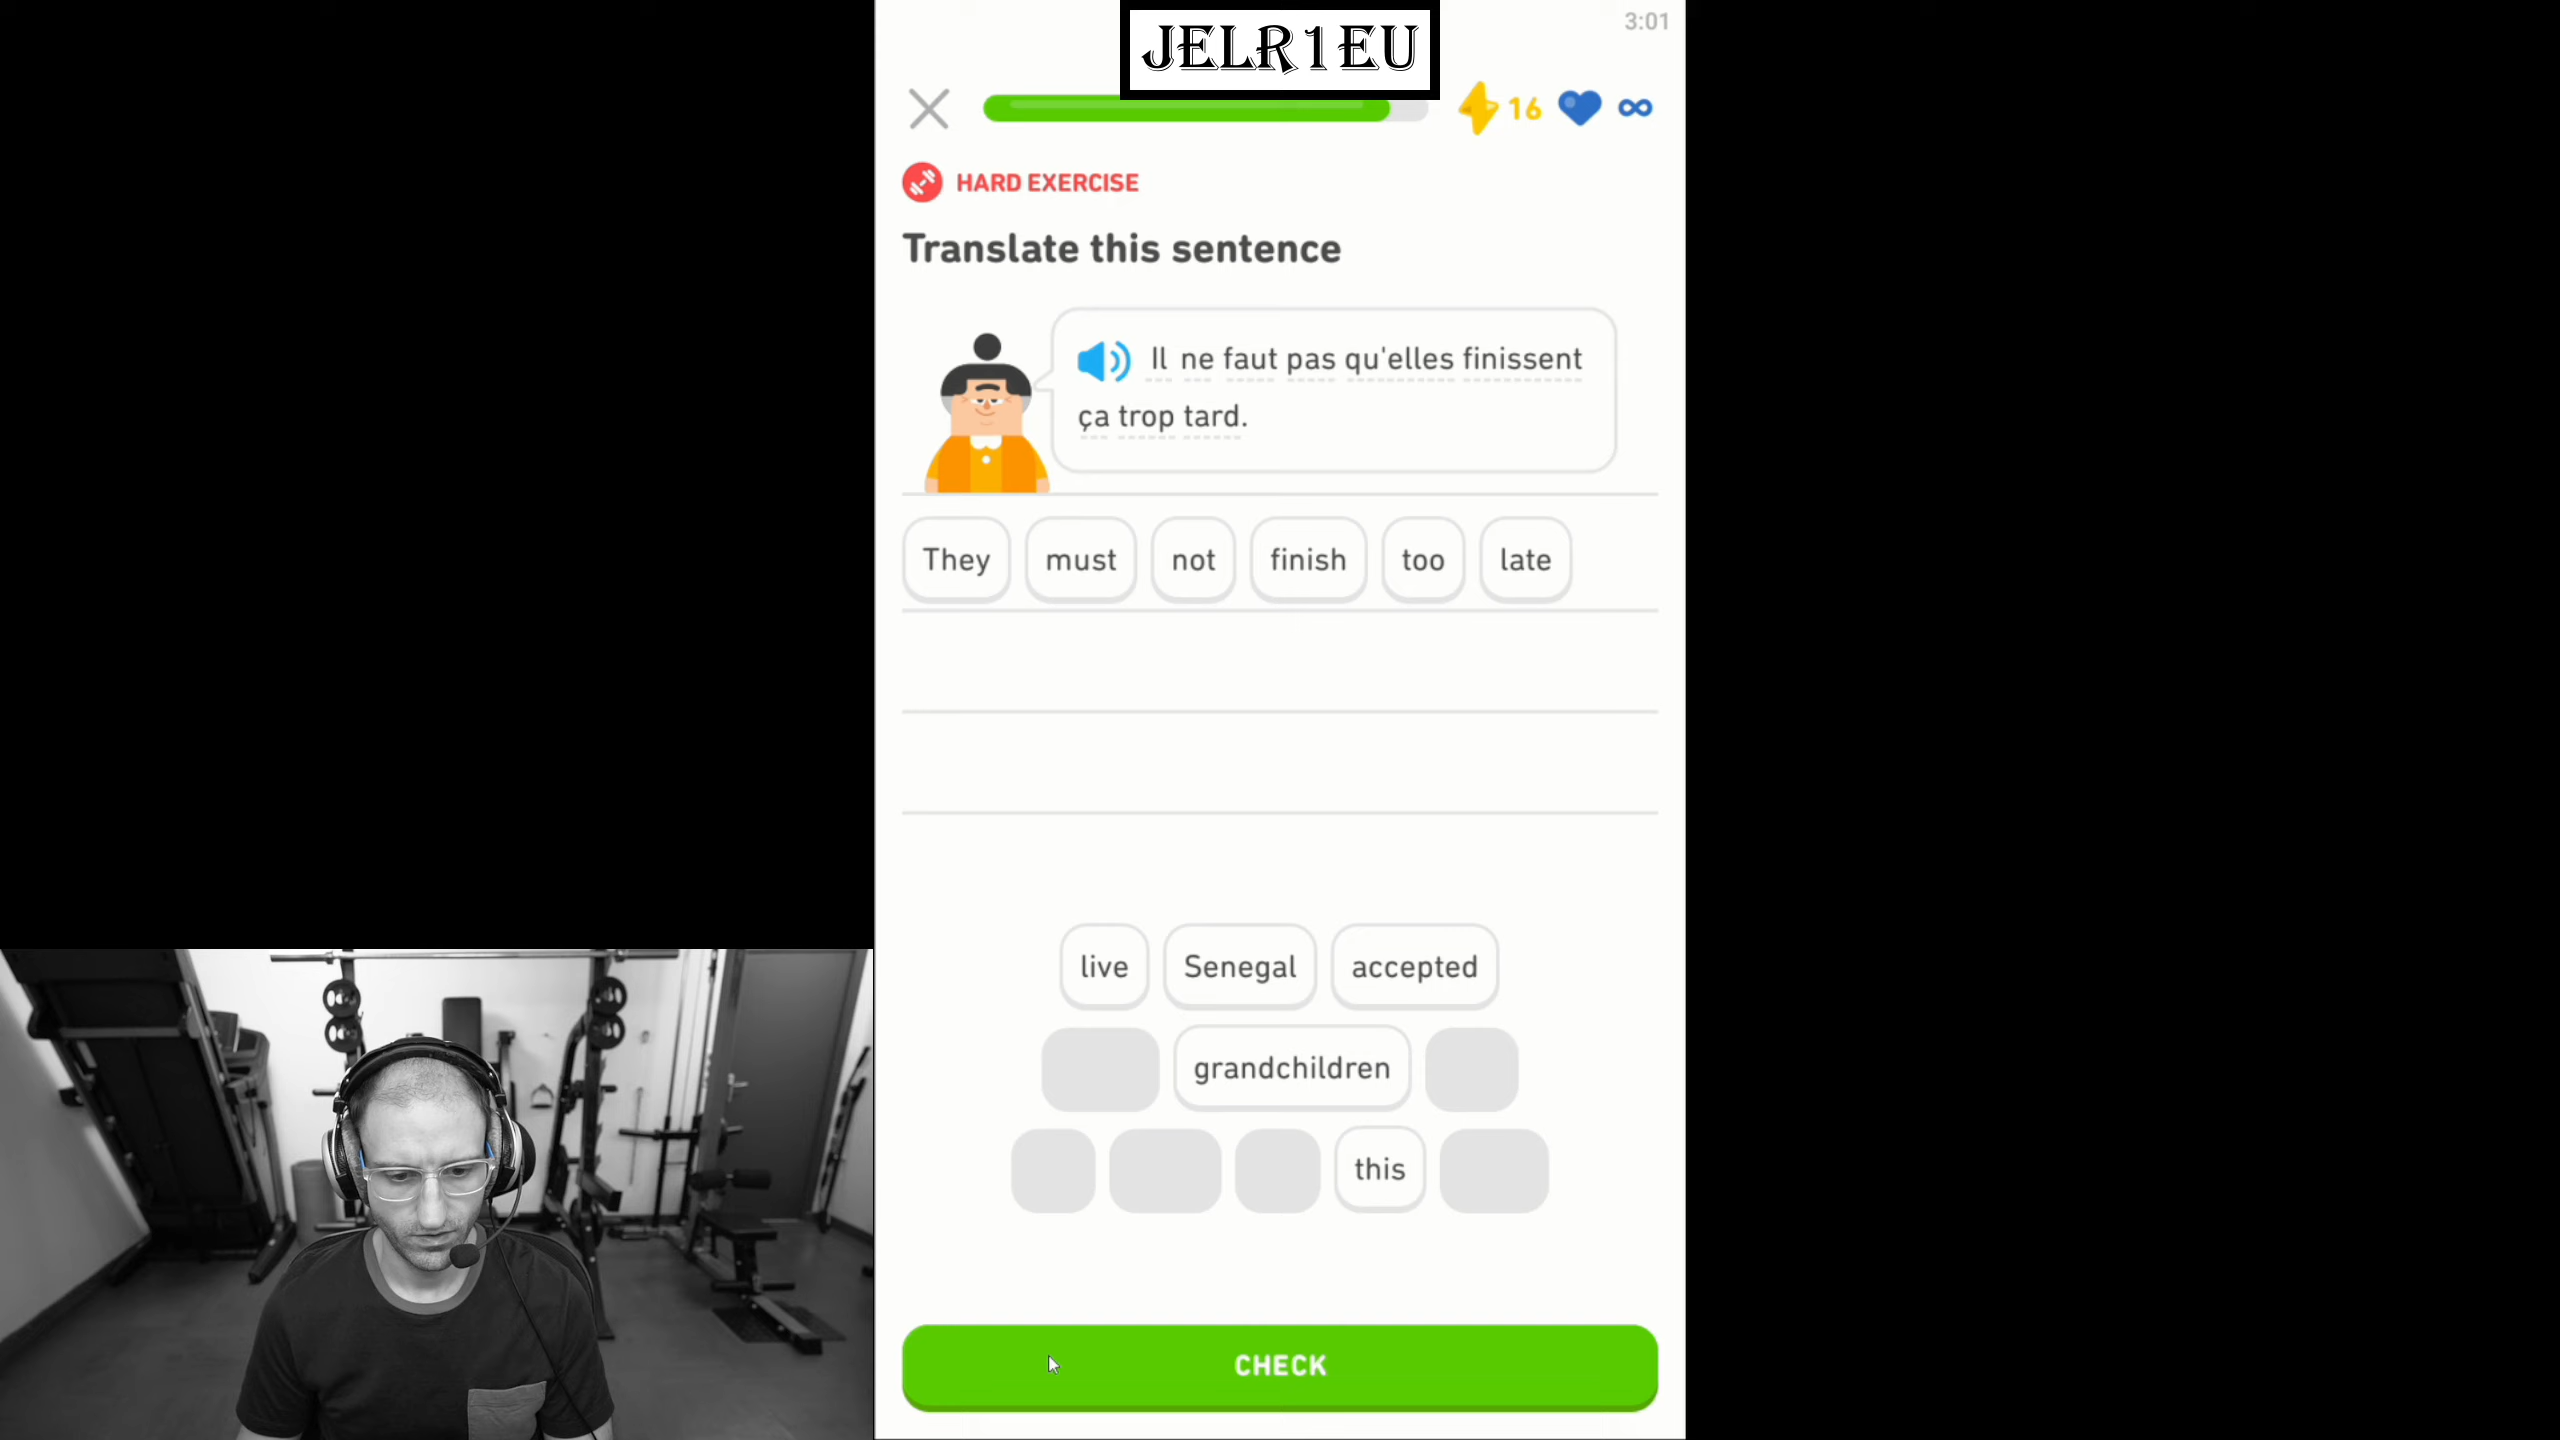 JELR1EU
3:01
16 ∞
HARD EXERCISE
Translate this sentence
Il ne faut pas qu'elles finissent
ça trop tard.
They must not finish too late
live Senegal accepted
grandchildren
this
CHECK